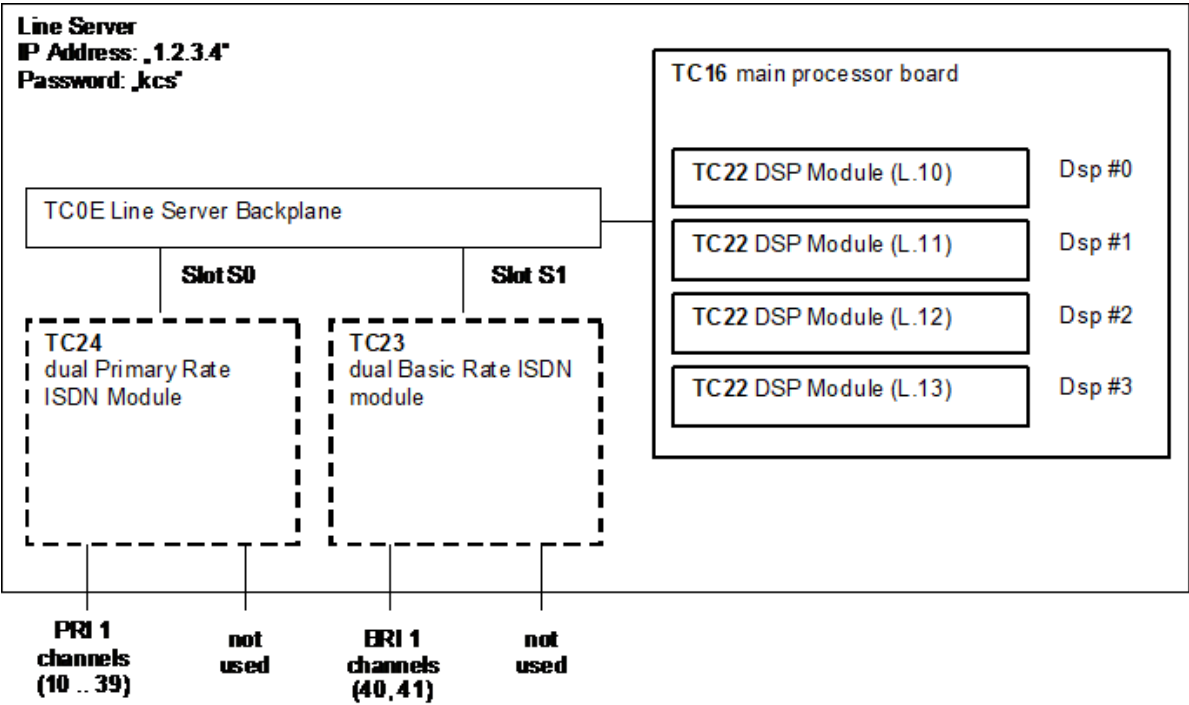 Line Server
IP Address: „1.2.3.4"
Password: „kcs"
TC16 main processor board
TC22 DSP Module (L.10)
Dsp #0
TC22 DSP Module (L.11)
Dsp #1
TC22 DSP Module (L.12)
Dsp #2
TC22 DSP Module (L.13)
Dsp #3
TC0E Line Server Backplane
Slot S0
Slot S1
TC24
dual Primary Rate
ISDN Module
TC23
dual Basic Rate ISDN
module
PRI 1
channels
(10 .. 39)
not
used
BRI 1
channels
(40, 41)
not
used